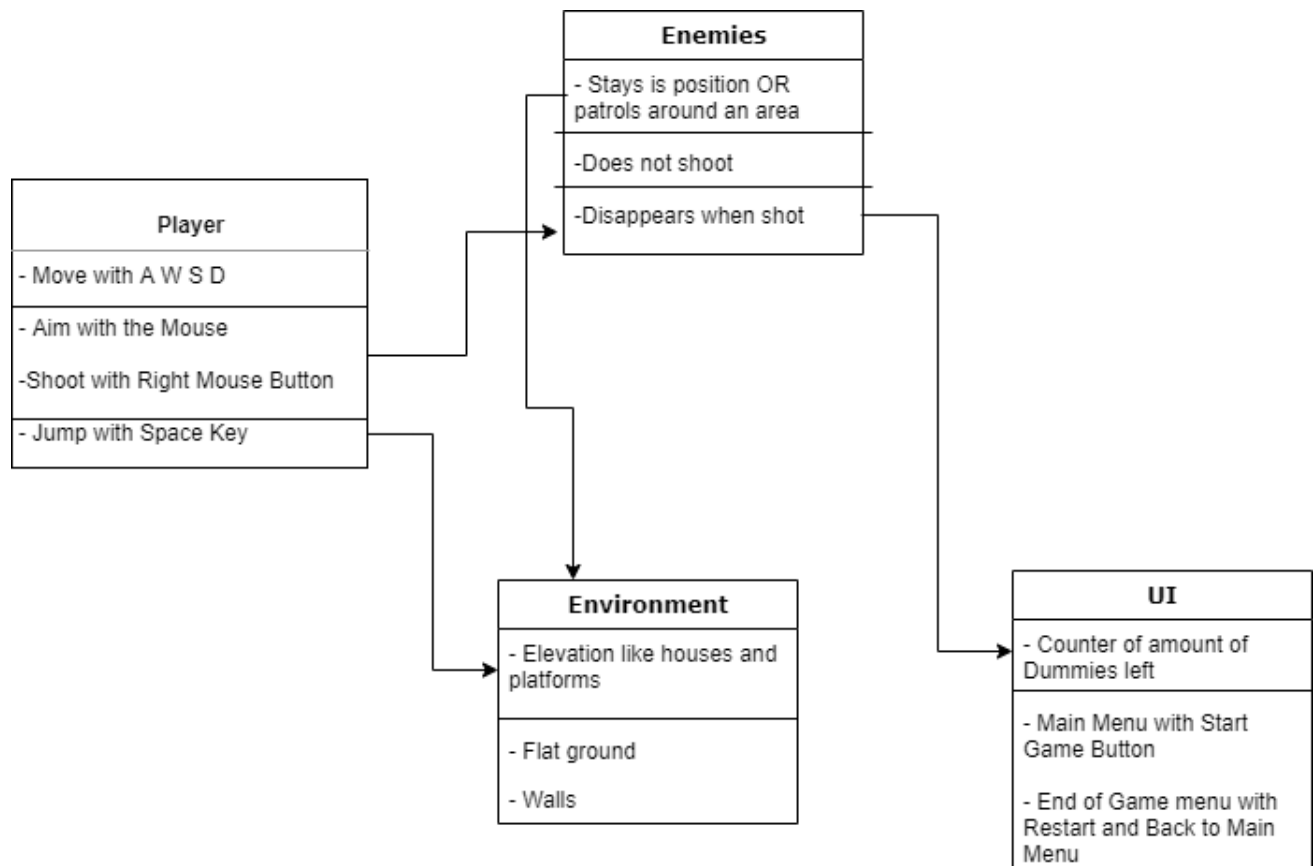 Enemies
- Stays is position OR
patrols around an area
-Does not shoot
-Disappears when shot
Player
- Move with A W S D
- Aim with the Mouse
-Shoot with Right Mouse Button
- Jump with Space Key
Environment
- Elevation like houses and
platforms
- Flat ground
- Walls
UI
- Counter of amount of
Dummies left
- Main Menu with Start
Game Button
- End of Game menu with
Restart and Back to Main
Menu